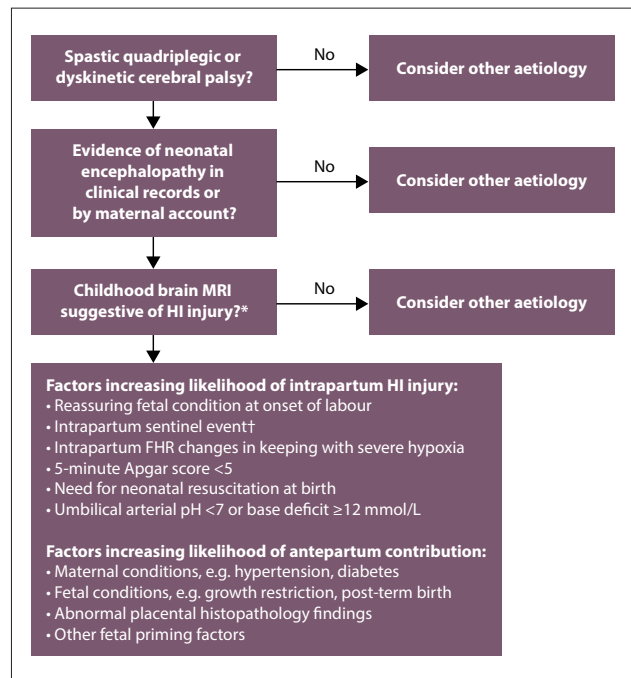 Spastic quadriplegic or
dyskinetic cerebral palsy?
No
Consider other aetiology
Evidence of neonatal
encephalopathy in
clinical records or
by maternal account?
No
Consider other aetiology
Childhood brain MRI
suggestive of HI injury?*
No
Consider other aetiology
Factors increasing likelihood of intrapartum HI injury:
• Reassuring fetal condition at onset of labour
• Intrapartum sentinel event†
• Intrapartum FHR changes in keeping with severe hypoxia
• 5-minute Apgar score <5
• Need for neonatal resuscitation at birth
• Umbilical arterial pH <7 or base deficit ≥12 mmol/L
Factors increasing likelihood of antepartum contribution:
• Maternal conditions, e.g. hypertension, diabetes
• Fetal conditions, e.g. growth restriction, post-term birth
• Abnormal placental histopathology findings
• Other fetal priming factors